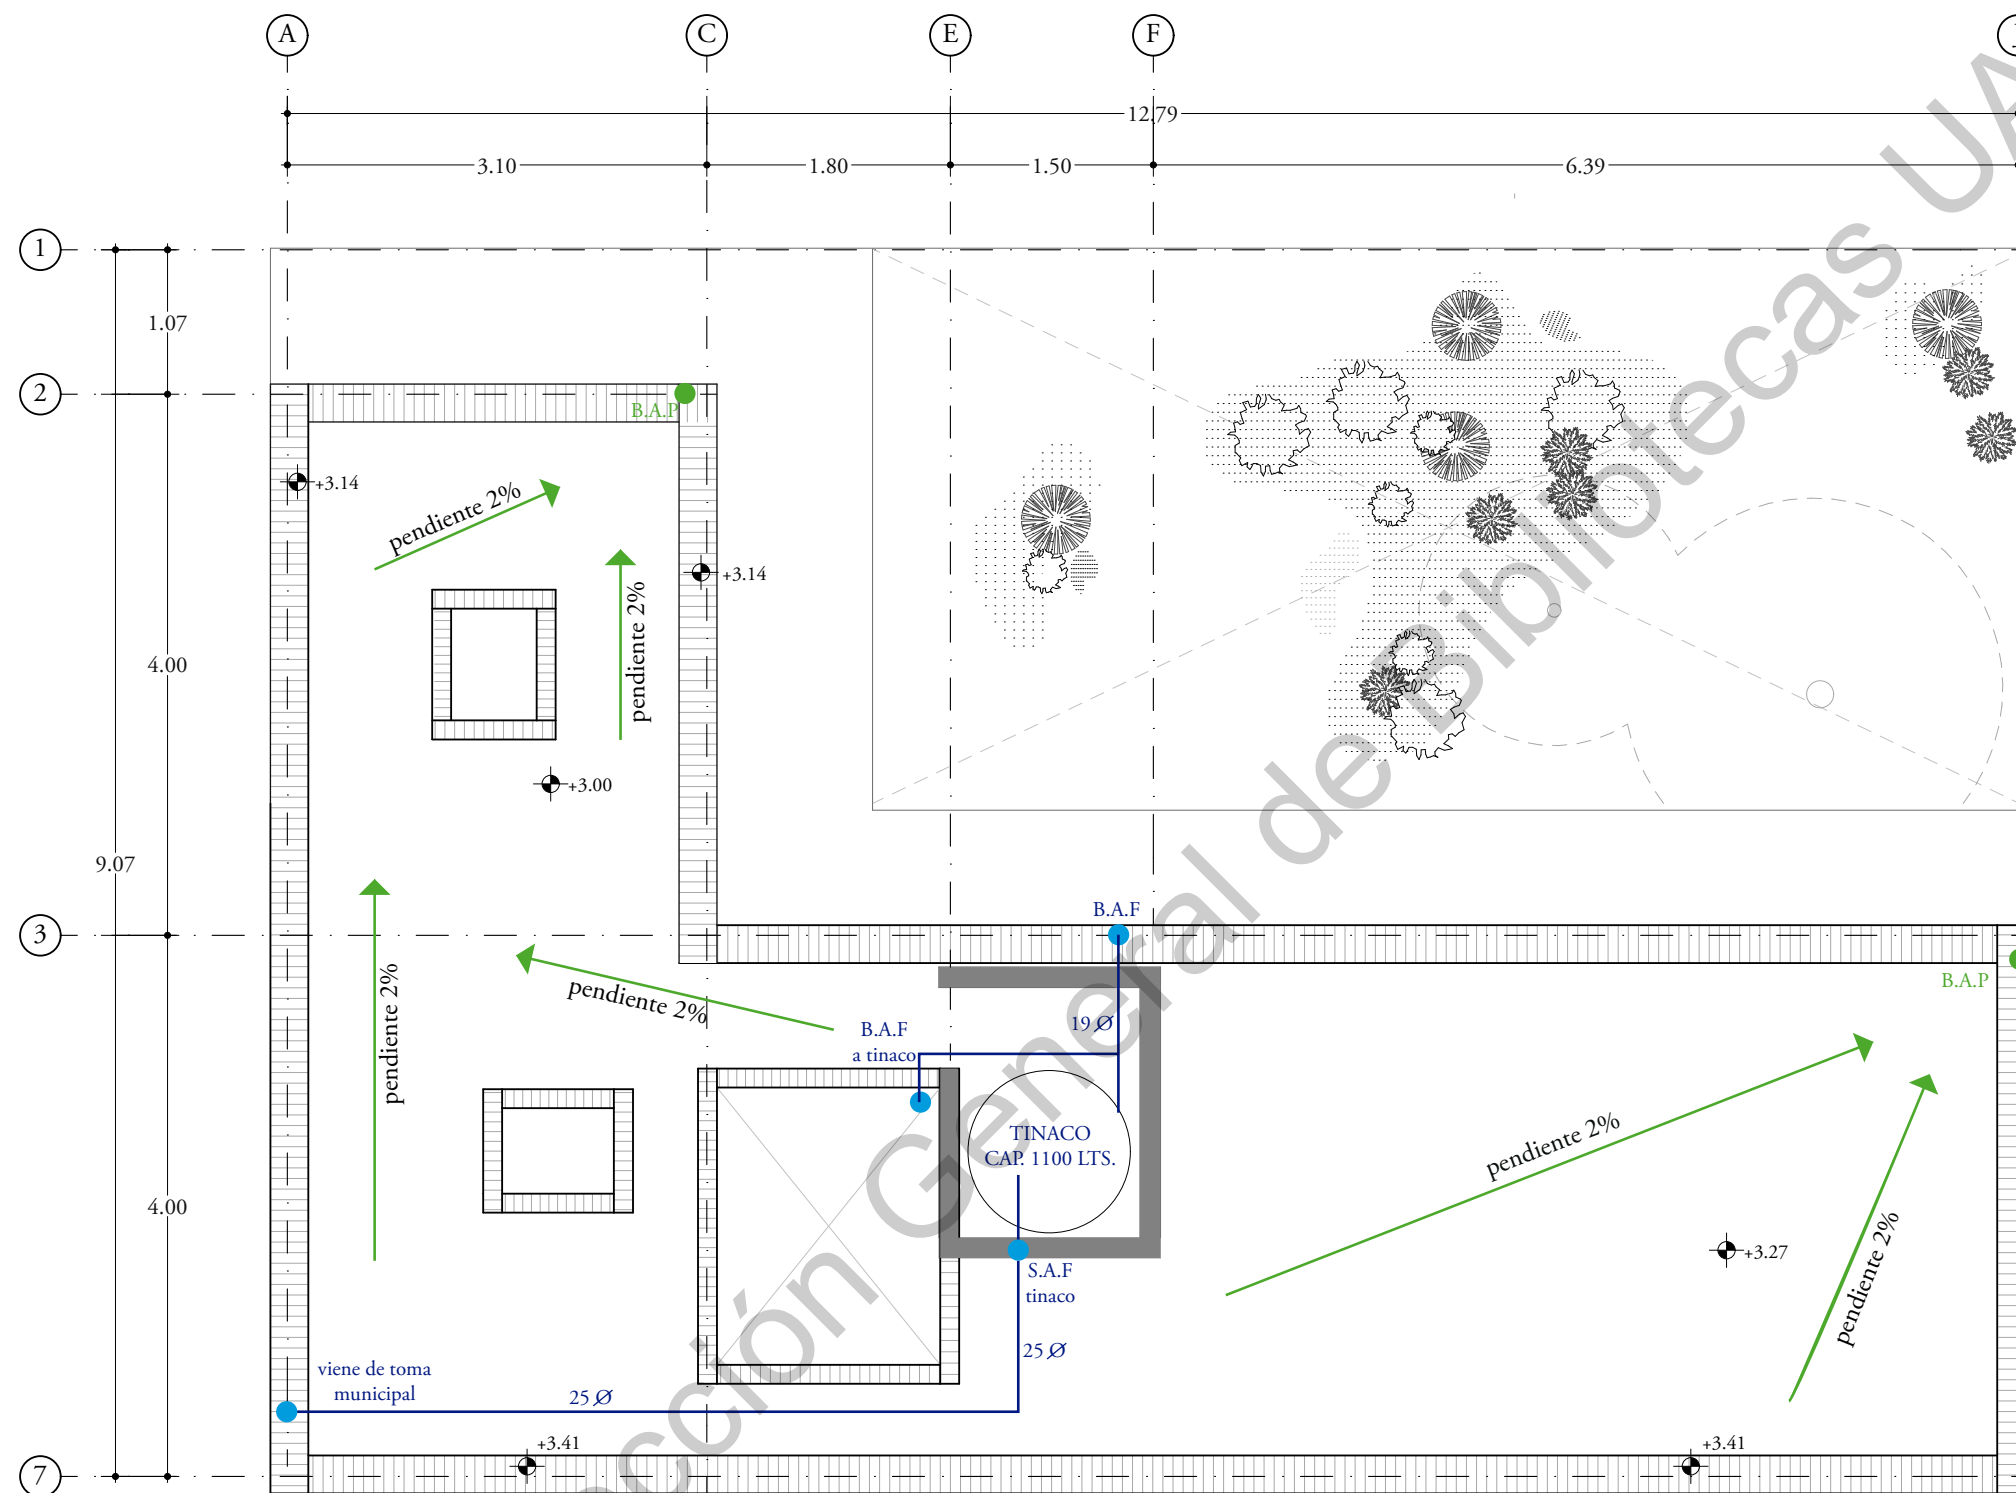 A
C
E
F
12.79
3.10
1.80
1.50
6.39
1
1.07
2
B.A.P
+3.14
pendiente 2%
+3.14
pendiente 2%
4.00
+3.00
9.07
B.A.F
3
pendiente 2%
B.A.P
pendiente 2%
19 Ø
B.A.F
a tinaco
TINACO
CAP. 1100 LTS.
pendiente 2%
4.00
pendiente 2%
+3.27
S.A.F
tinaco
25 Ø
viene de toma
municipal
25 Ø
+3.41
+3.41
7
cción General de Bibliotecas UA